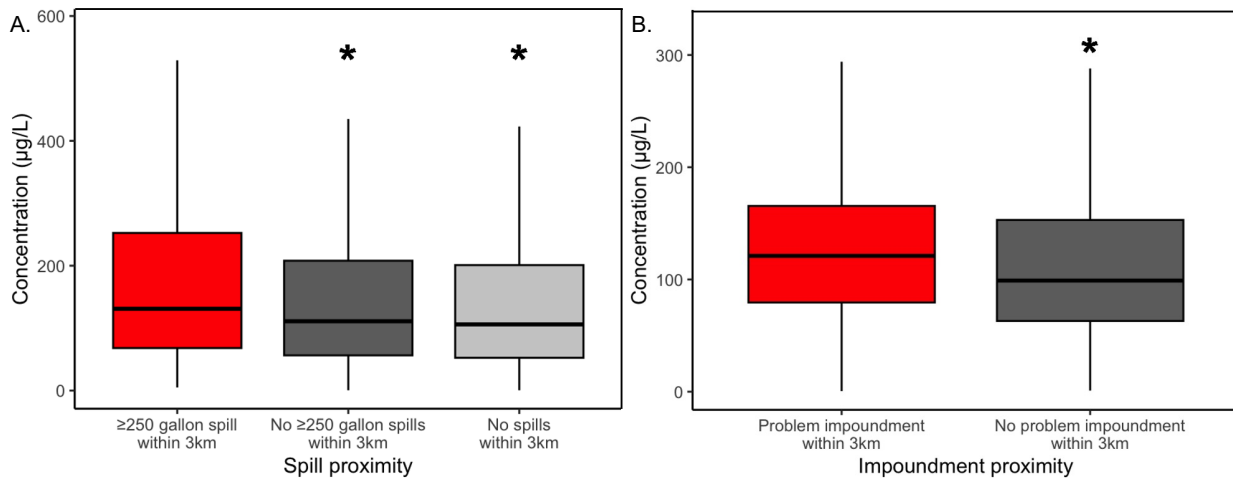 A.
600
400
200
0
Concentration (µg/L)
*
*
≥250 gallon spill
within 3km
No ≥250 gallon spills
within 3km
No spills
within 3km
Spill proximity
B.
300
200
100
0
Concentration (µg/L)
*
Problem impoundment
within 3km
No problem impoundment
within 3km
Impoundment proximity